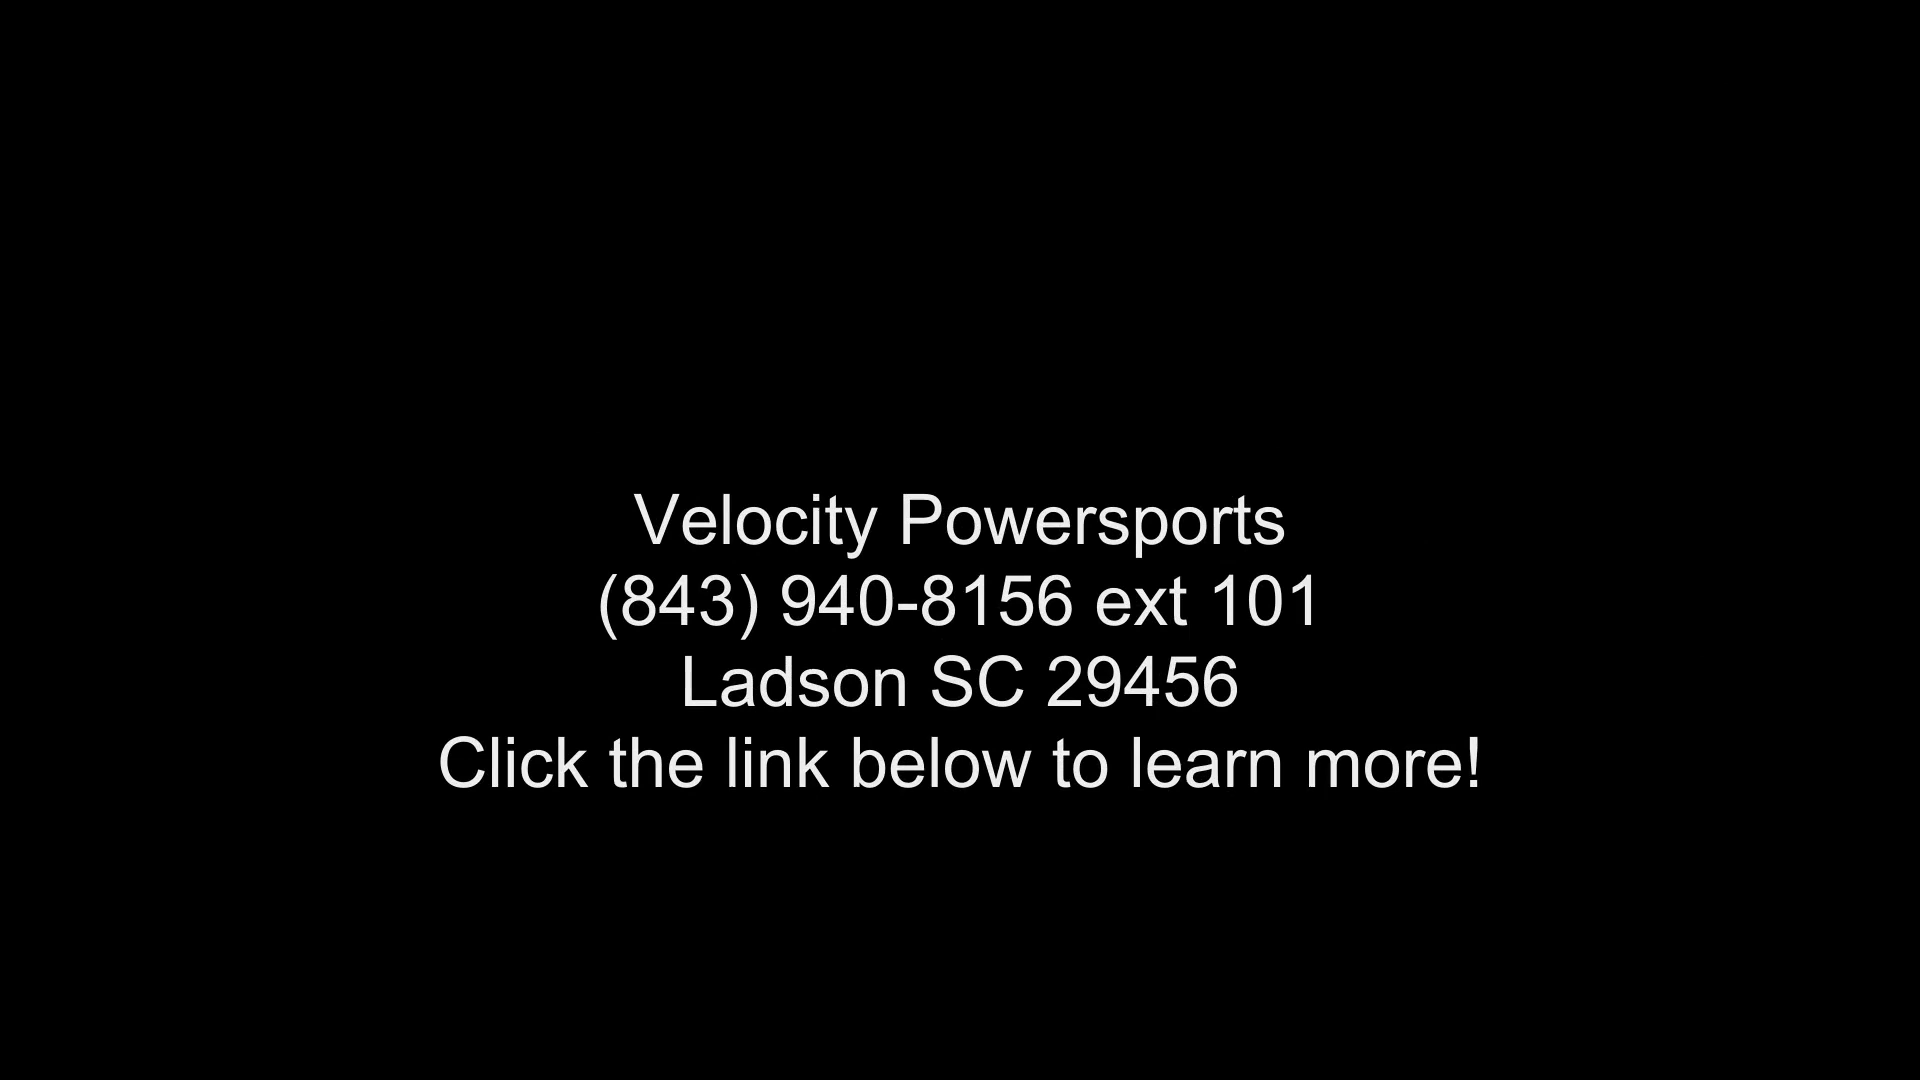 Velocity Powersports
(843) 940-8156 ext 101
Ladson SC 29456
Click the link below to learn more!